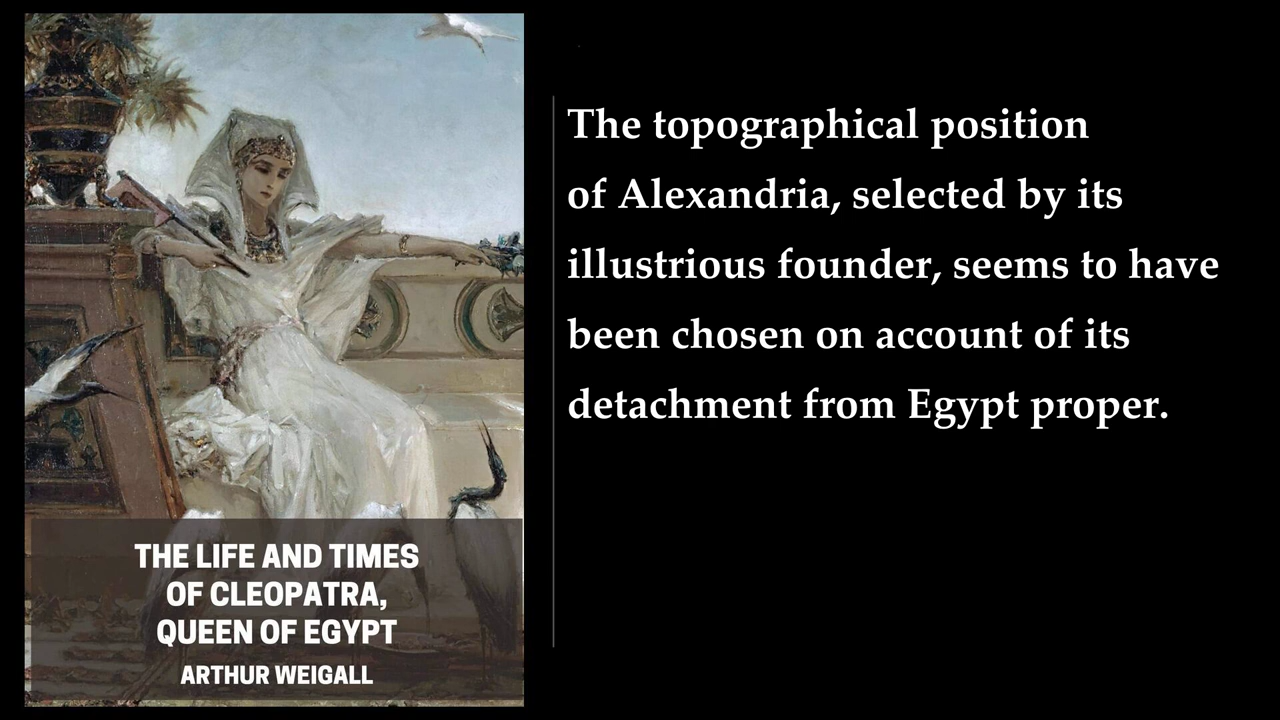 THE LIFE AND TIMES
OF CLEOPATRA,
QUEEN OF EGYPT
ARTHUR WEIGALL
The topographical position
of Alexandria, selected by its
illustrious founder, seems to have
been chosen on account of its
detachment from Egypt proper.